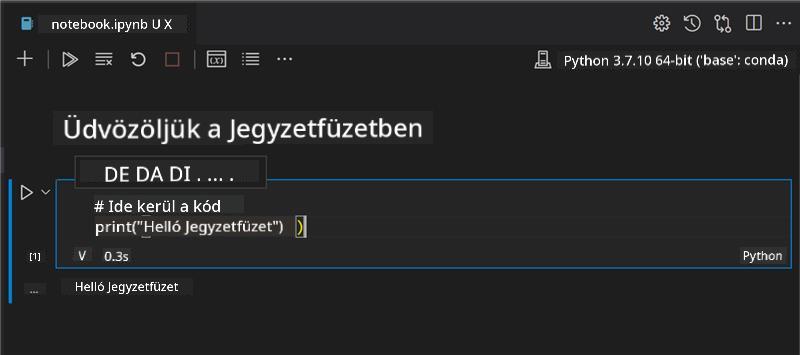 notebook.ipynb U X
Python 3.7.10 64-bit ('base': conda)
Üdvözöljük a Jegyzetfüzetben
DE DA DI . ... .
# Ide kerül a kód
print("Helló Jegyzetfüzet") )
[1] V 0.3s Python
... Helló Jegyzetfüzet